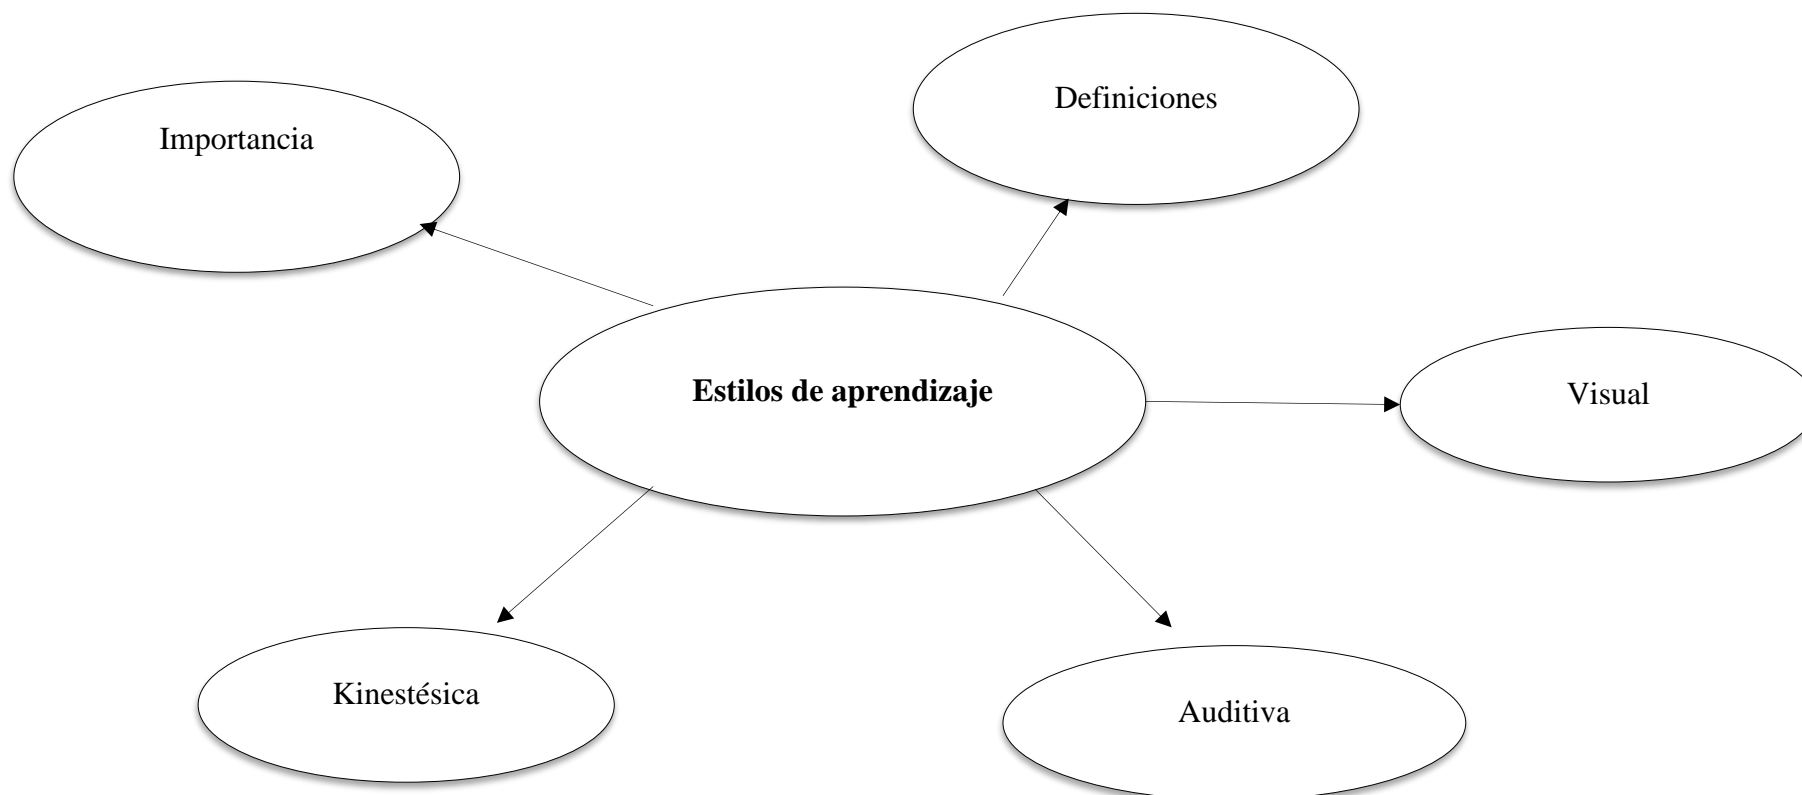 Definiciones
Importancia
Estilos de aprendizaje
Visual
Kinestésica
Auditiva